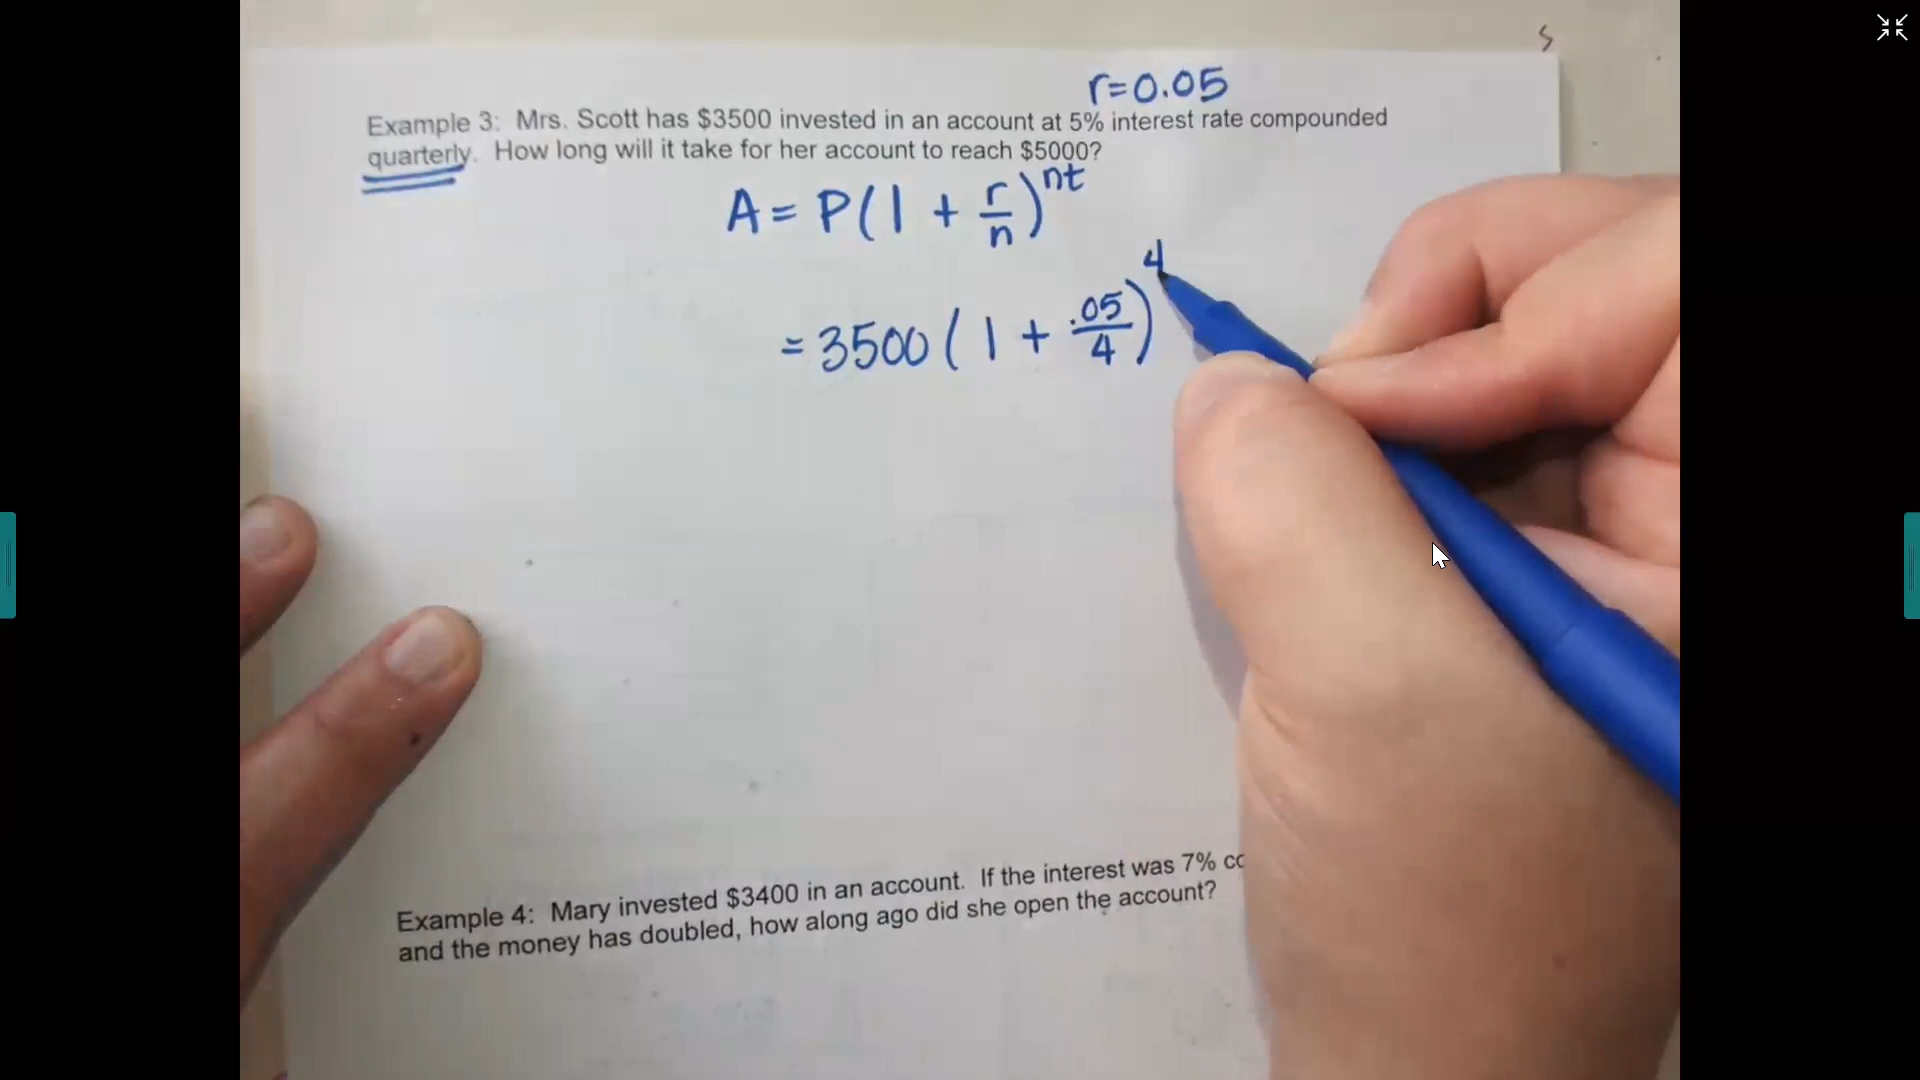 r=0.05
Example 3: Mrs. Scott has $3500 invested in an account at 5% interest rate compounded
quarterly. How long will it take for her account to reach $5000?
A = P(1 + r/n)^nt
= 3500(1 + .05/4)^4
Example 4: Mary invested $3400 in an account. If the interest was 7%
and the money has doubled, how along ago did she open the account?